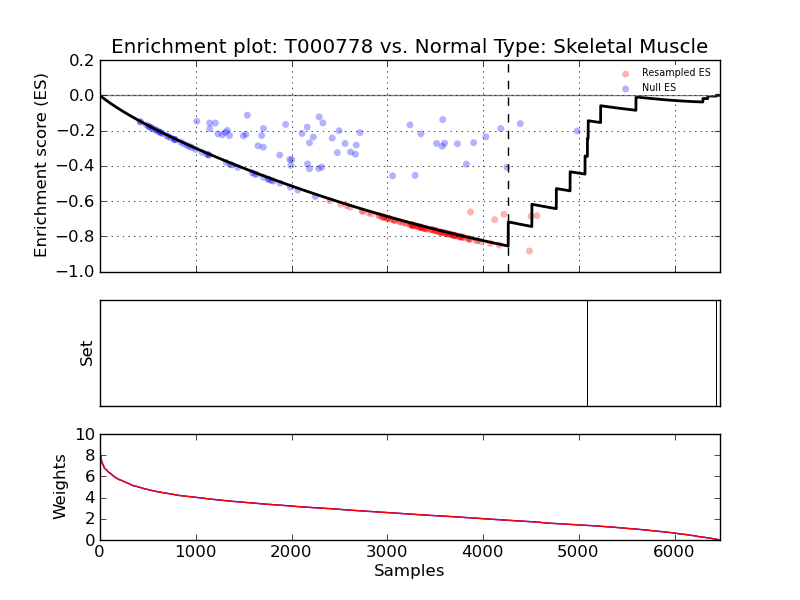 Enrichment plot: T000778 vs. Normal Type: Skeletal Muscle
Enrichment score (ES)
0.2
0.0
−0.2
−0.4
−0.6
−0.8
−1.0
Resampled ES
Null ES
Set
Weights
10
8
6
4
2
0
0 1000 2000 3000 4000 5000 6000
Samples